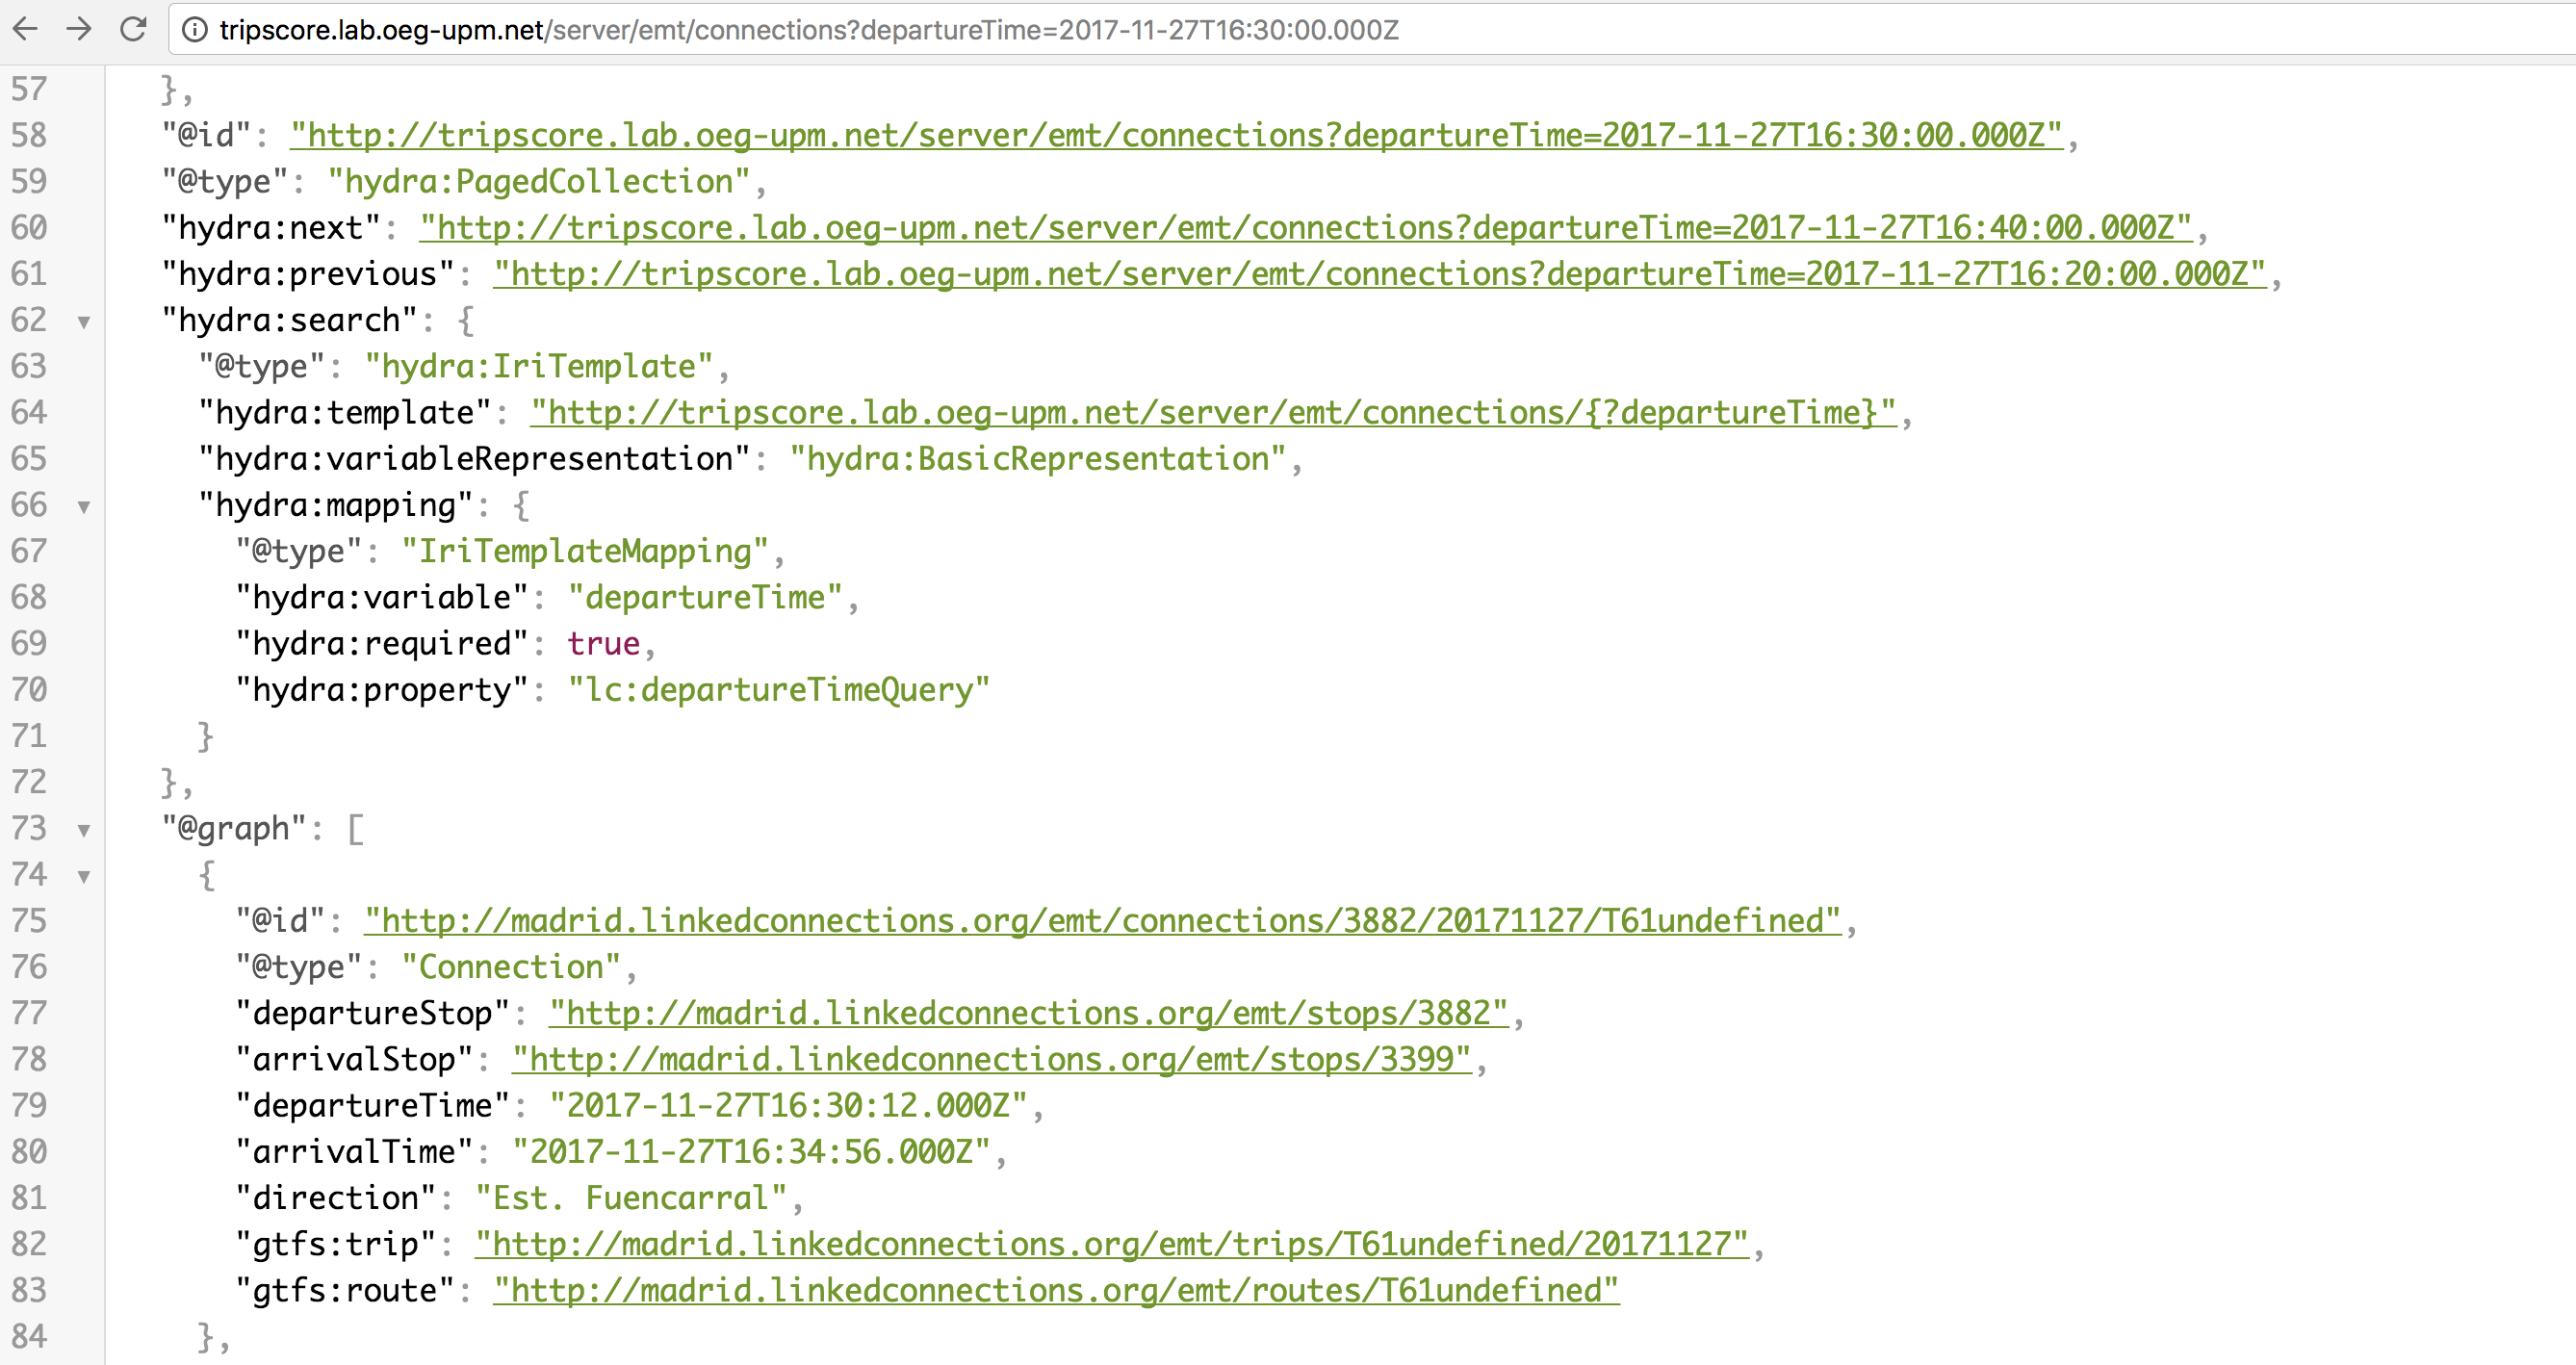 tripscore.lab.oeg-upm.net/server/emt/connections?departureTime=2017-11-27T16:30:00.000Z
57 },
58 "@id": "http://tripscore.lab.oeg-upm.net/server/emt/connections?departureTime=2017-11-27T16:30:00.000Z",
59 "@type": "hydra:PagedCollection",
60 "hydra:next": "http://tripscore.lab.oeg-upm.net/server/emt/connections?departureTime=2017-11-27T16:40:00.000Z",
61 "hydra:previous": "http://tripscore.lab.oeg-upm.net/server/emt/connections?departureTime=2017-11-27T16:20:00.000Z",
62 "hydra:search": {
63 "@type": "hydra:IriTemplate",
64 "hydra:template": "http://tripscore.lab.oeg-upm.net/server/emt/connections/{?departureTime}",
65 "hydra:variableRepresentation": "hydra:BasicRepresentation",
66 "hydra:mapping": {
67 "@type": "IriTemplateMapping",
68 "hydra:variable": "departureTime",
69 "hydra:required": true,
70 "hydra:property": "lc:departureTimeQuery"
71 }
72 },
73 "@graph": [
74 {
75 "@id": "http://madrid.linkedconnections.org/emt/connections/3882/20171127/T61undefined",
76 "@type": "Connection",
77 "departureStop": "http://madrid.linkedconnections.org/emt/stops/3882",
78 "arrivalStop": "http://madrid.linkedconnections.org/emt/stops/3399",
79 "departureTime": "2017-11-27T16:30:12.000Z",
80 "arrivalTime": "2017-11-27T16:34:56.000Z",
81 "direction": "Est. Fuencarral",
82 "gtfs:trip": "http://madrid.linkedconnections.org/emt/trips/T61undefined/20171127",
83 "gtfs:route": "http://madrid.linkedconnections.org/emt/routes/T61undefined"
84 },